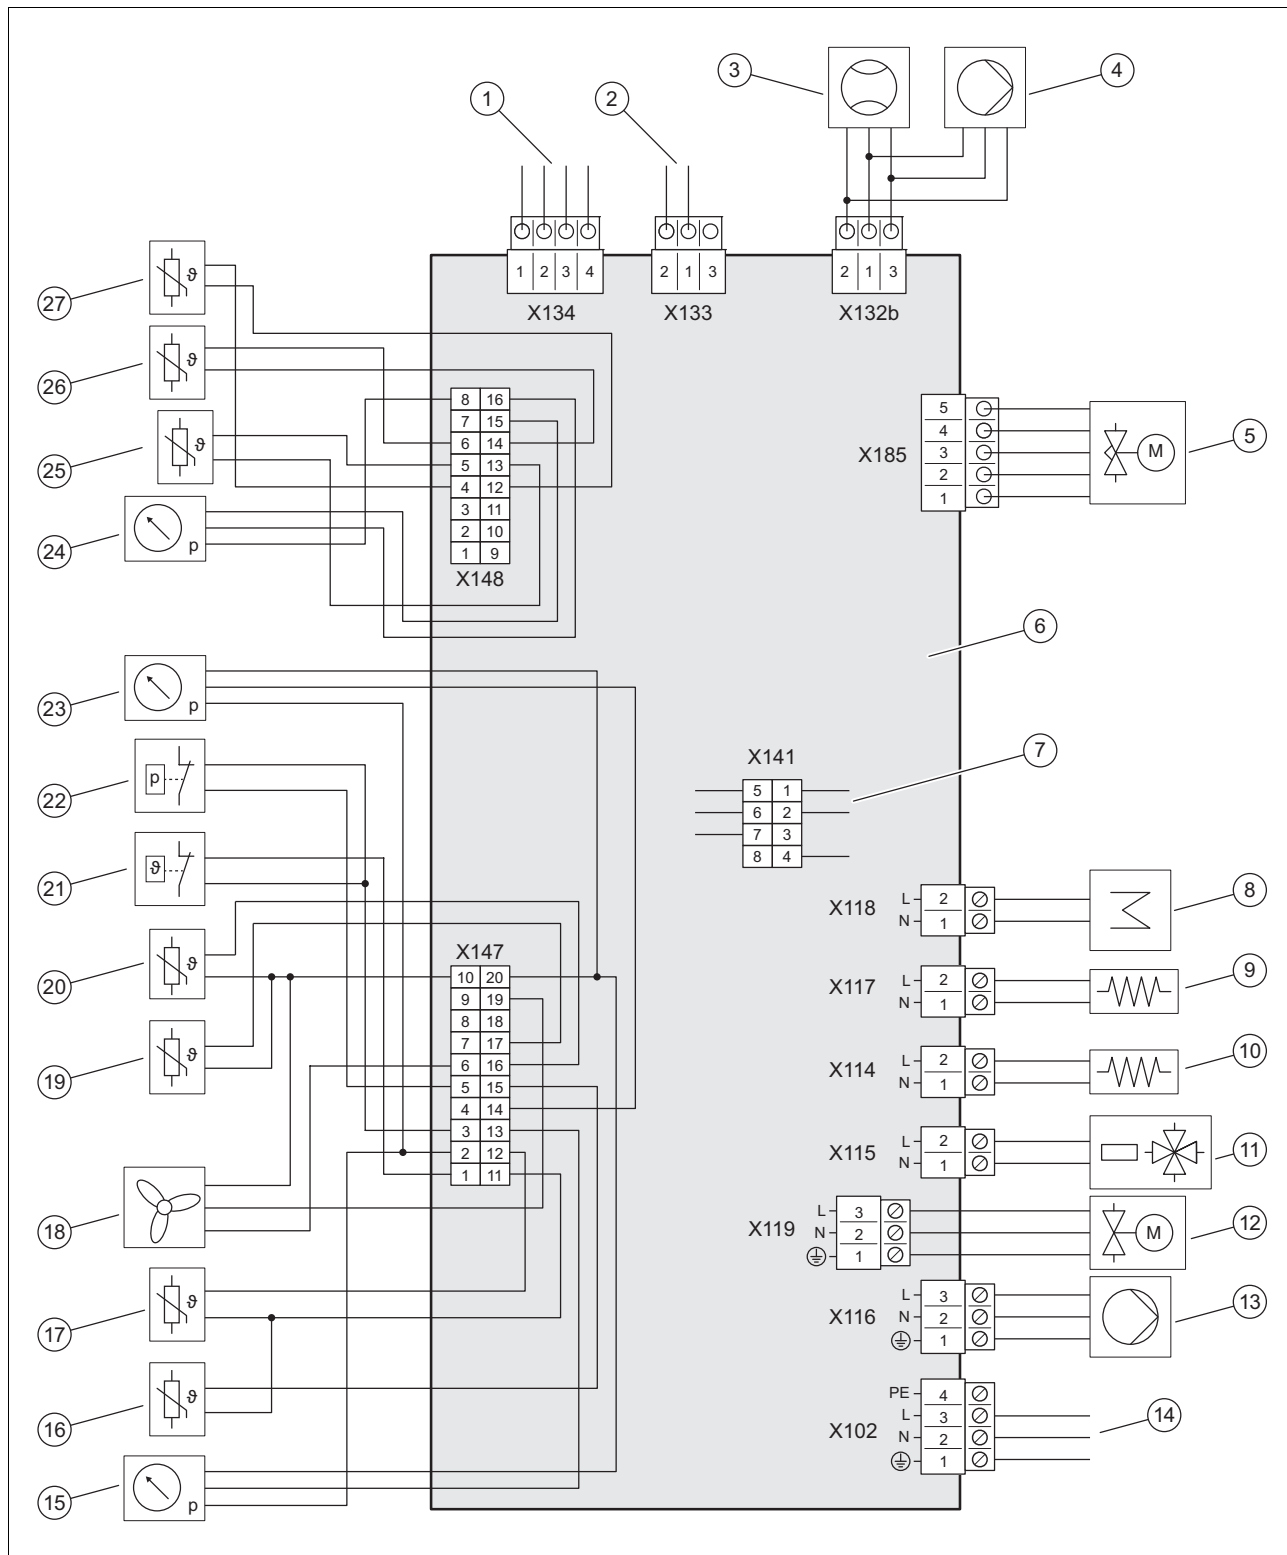 3
4
1
2
27
26
25
24
23
22
21
20
19
18
17
16
15
5
6
7
8
9
10
11
12
13
14
1 2 3 4
X134
2 1 3
X133
2 1 3
X132b
ϑ
ϑ
ϑ
p
8 16
7 15
6 14
5 13
4 12
3 11
2 10
1 9
X148
X185
5
4
3
2
1
M
p
p
ϑ
ϑ
ϑ
X141
5 1
6 2
7 3
8 4
X147
10 20
9 19
8 18
7 17
6 16
5 15
4 14
3 13
2 12
1 11
ϑ
ϑ
p
X118
L 2
N 1
X117
L 2
N 1
X114
L 2
N 1
X115
L 2
N 1
X119
L 3
N 2
1
M
X116
L 3
N 2
1
X102
PE 4
L 3
N 2
1